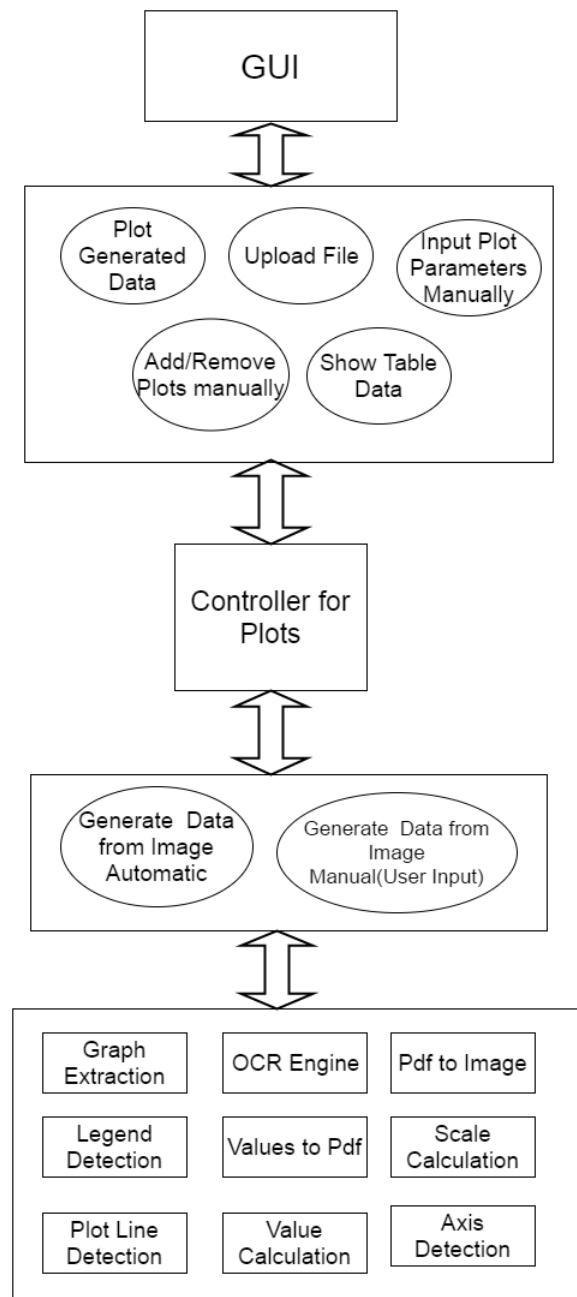 GUI
Plot
Generated
Data
Upload File
Input Plot
Parameters
Manually
Add/Remove
Plots manually
Show Table
Data
Controller for
Plots
Generate Data
from Image
Automatic
Generate Data from
Image
Manual(User Input)
Graph
Extraction
OCR Engine
Pdf to Image
Legend
Detection
Values to Pdf
Scale
Calculation
Plot Line
Detection
Value
Calculation
Axis
Detection